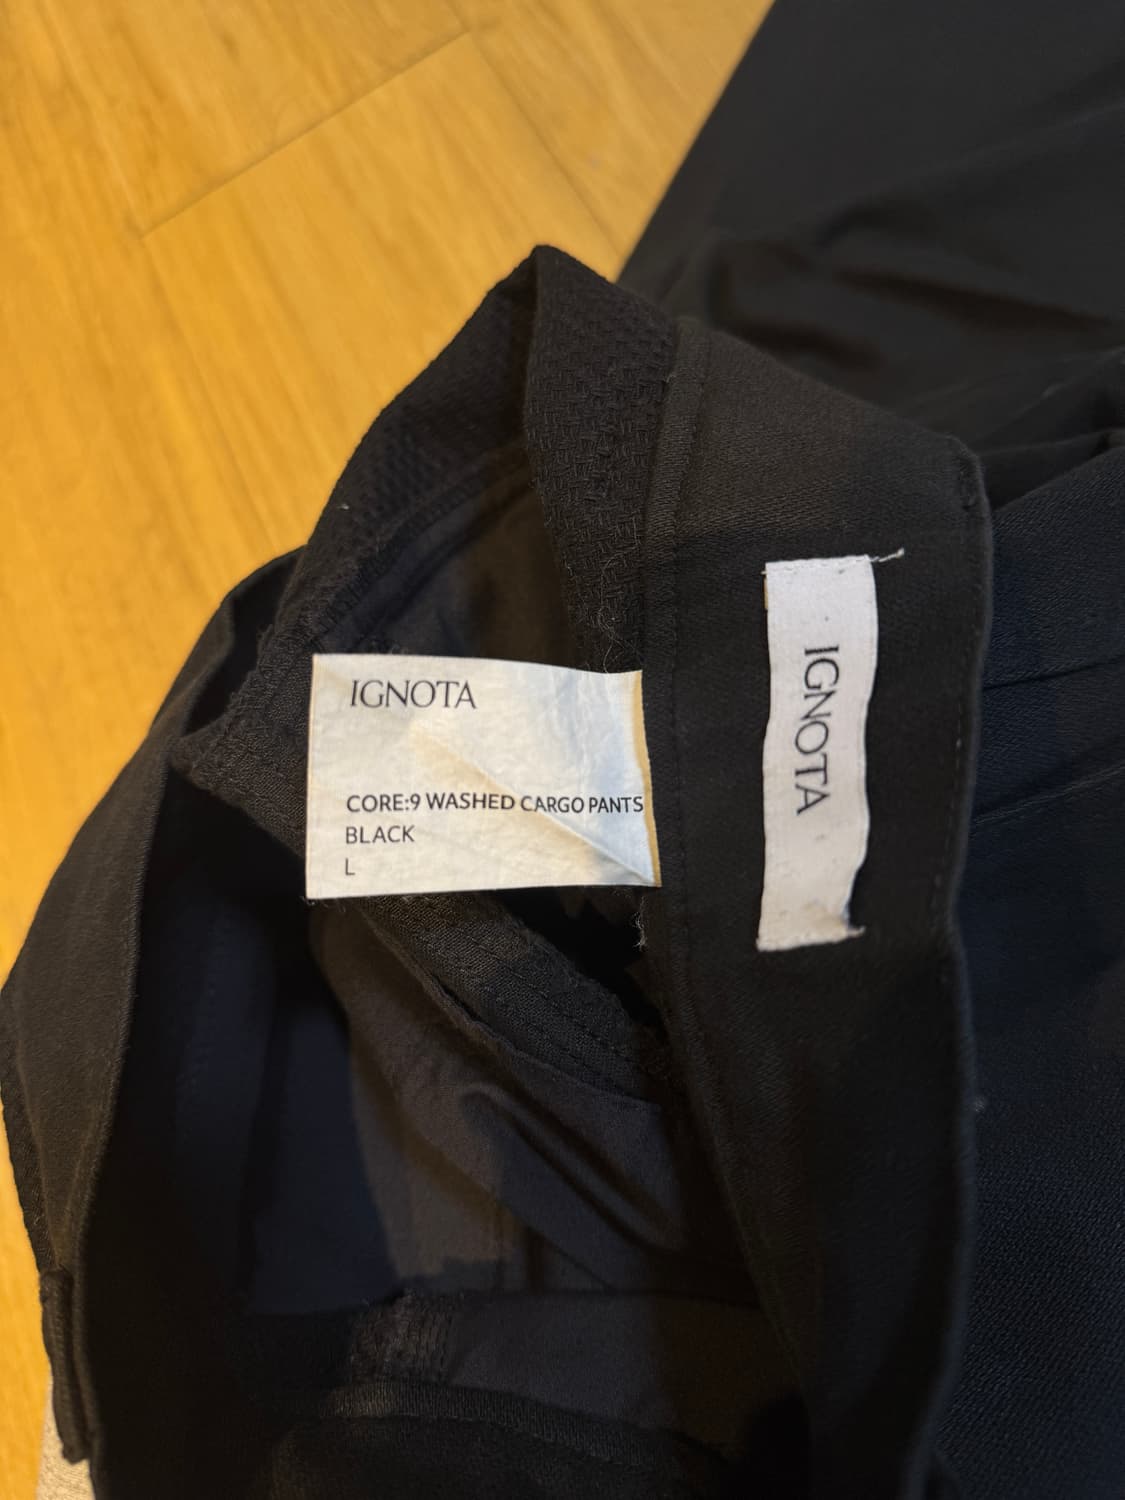 IGNOTA
CORE:9 WASHED CARGO PANTS
BLACK
L
IGNOTA